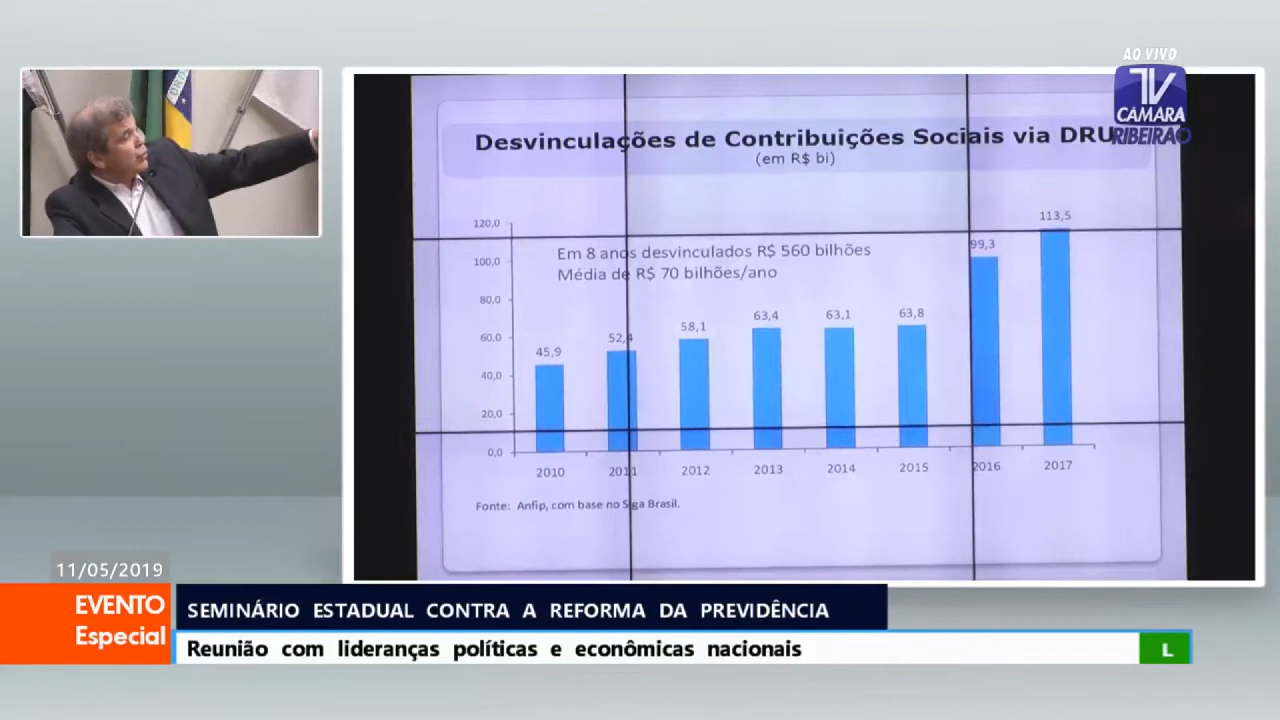 AO VIVO
TV
CÂMARA
RIBEIRÃO
Desvinculações de Contribuições Sociais via DRU
(em R$ bi)
120,0
100,0
80,0
60,0
40,0
20,0
0,0
Em 8 anos desvinculados R$ 560 bilhões
Média de R$ 70 bilhões/ano
45,9
52,4
58,1
63,4
63,1
63,8
99,3
113,5
2010
2011
2012
2013
2014
2015
2016
2017
Fonte: Anfip, com base no Siga Brasil.
11/05/2019
EVENTO
Especial
SEMINÁRIO ESTADUAL CONTRA A REFORMA DA PREVIDÊNCIA
Reunião com lideranças políticas e econômicas nacionais
L